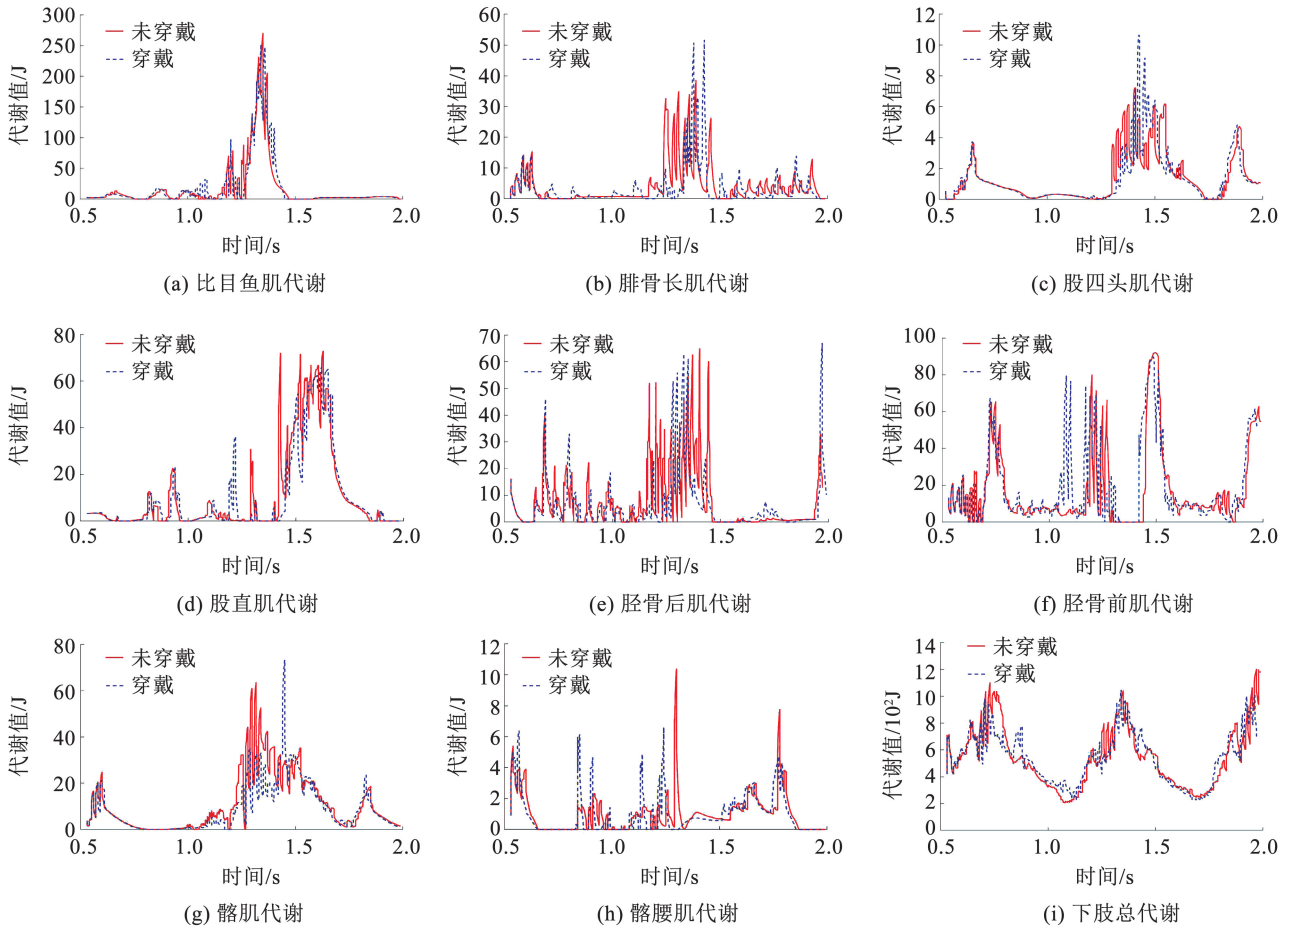 300
250
200
150
100
50
0
代谢值/J
未穿戴
穿戴
0.5 1.0 1.5 2.0
时间/s
(a) 比目鱼肌代谢
60
50
40
30
20
10
0
代谢值/J
未穿戴
穿戴
0.5 1.0 1.5 2.0
时间/s
(b) 腓骨长肌代谢
12
10
8
6
4
2
0
代谢值/J
未穿戴
穿戴
0.5 1.0 1.5 2.0
时间/s
(c) 股四头肌代谢
80
60
40
20
0
代谢值/J
未穿戴
穿戴
0.5 1.0 1.5 2.0
时间/s
(d) 股直肌代谢
70
60
50
40
30
20
10
0
代谢值/J
未穿戴
穿戴
0.5 1.0 1.5 2.0
时间/s
(e) 胫骨后肌代谢
100
80
60
40
20
0
代谢值/J
未穿戴
穿戴
0.5 1.0 1.5 2.0
时间/s
(f) 胫骨前肌代谢
80
60
40
20
0
代谢值/J
未穿戴
穿戴
0.5 1.0 1.5 2.0
时间/s
(g) 髂肌代谢
12
10
8
6
4
2
0
代谢值/J
未穿戴
穿戴
0.5 1.0 1.5 2.0
时间/s
(h) 髂腰肌代谢
14
12
10
8
6
4
2
0
代谢值/10²J
未穿戴
穿戴
0.5 1.0 1.5 2.0
时间/s
(i) 下肢总代谢